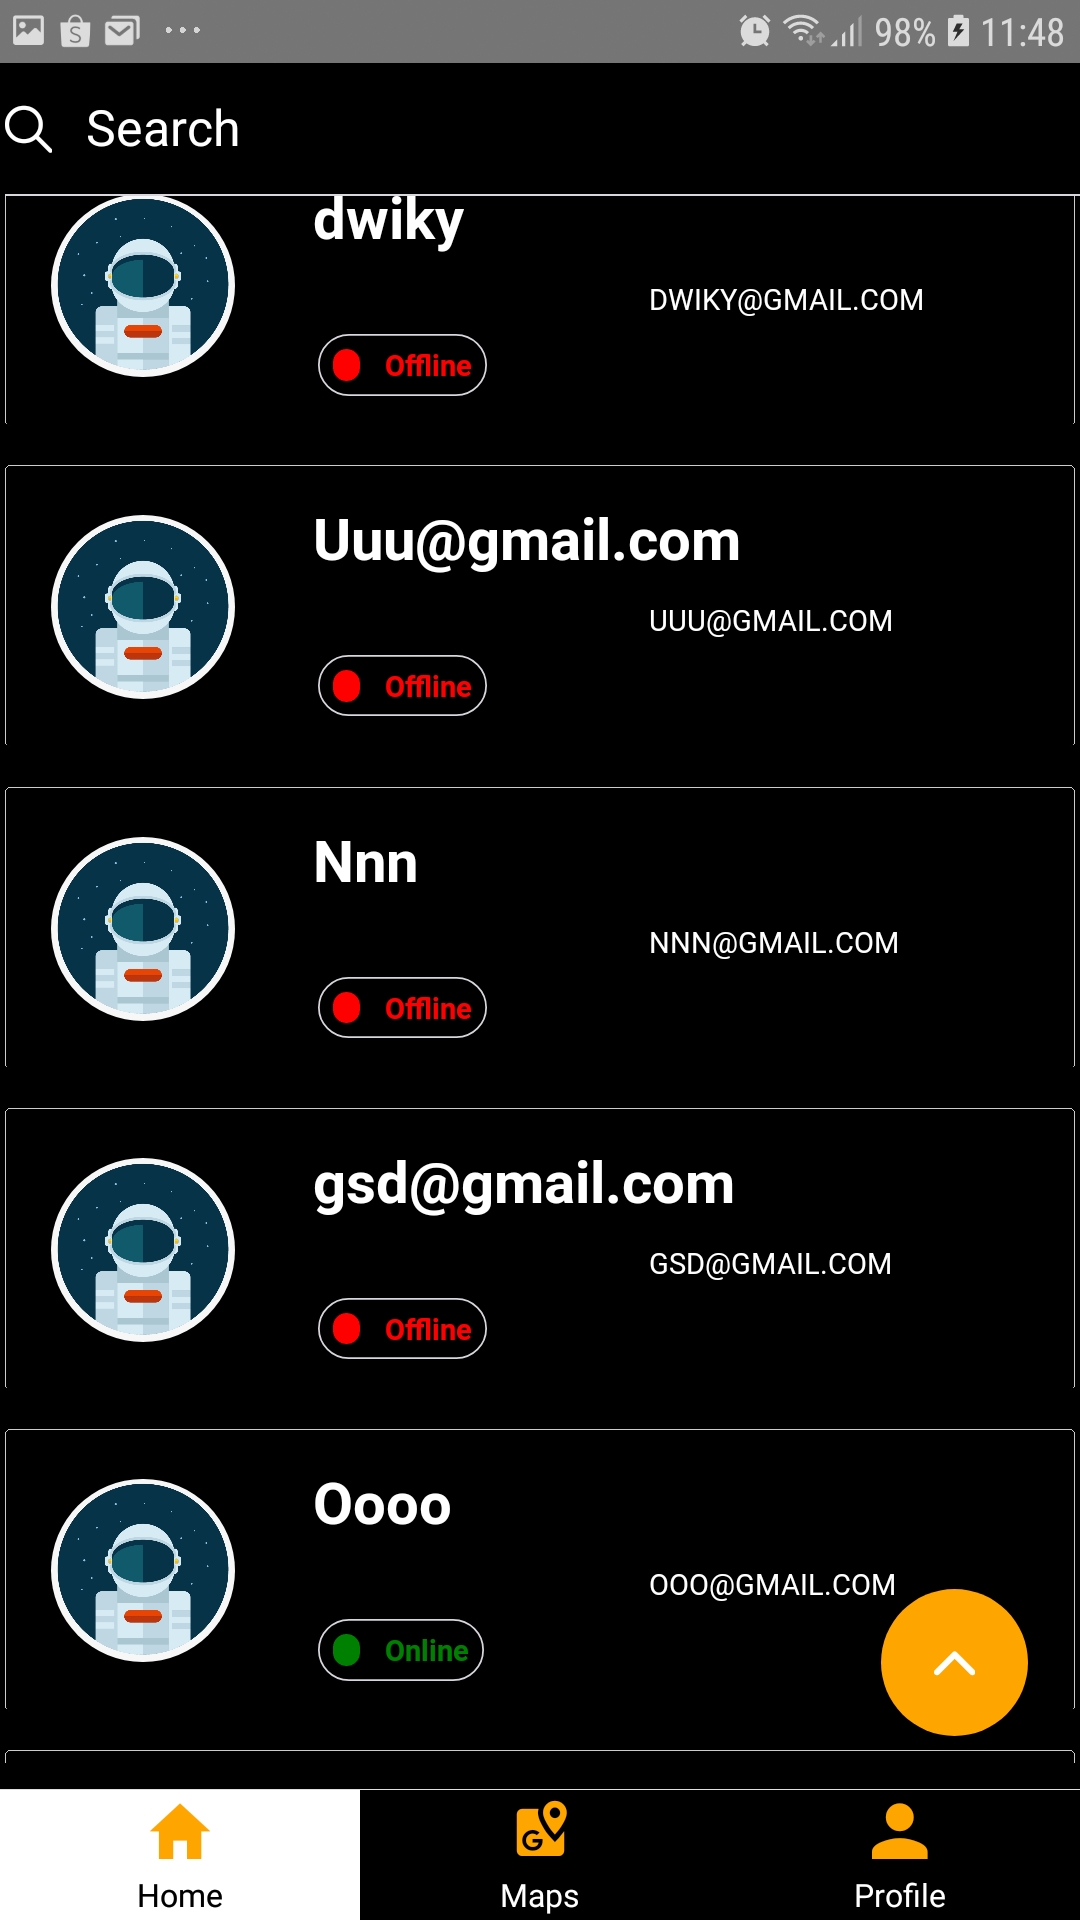 98% 11:48
Search
dwiky
DWIKY@GMAIL.COM
Offline
Uuu@gmail.com
UUU@GMAIL.COM
Offline
Nnn
NNN@GMAIL.COM
Offline
gsd@gmail.com
GSD@GMAIL.COM
Offline
Oooo
OOO@GMAIL.COM
Online
Home Maps Profile